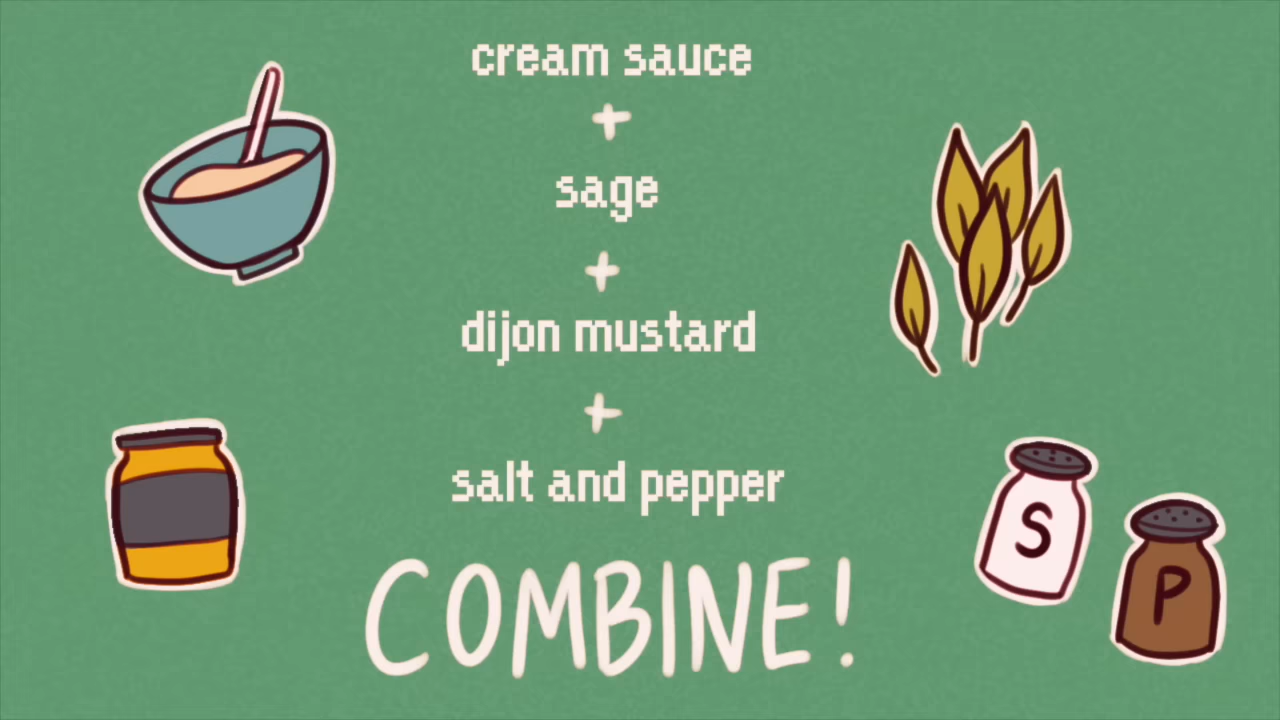 cream sauce
+
sage
+
dijon mustard
+
salt and pepper
COMBINE!
S
P